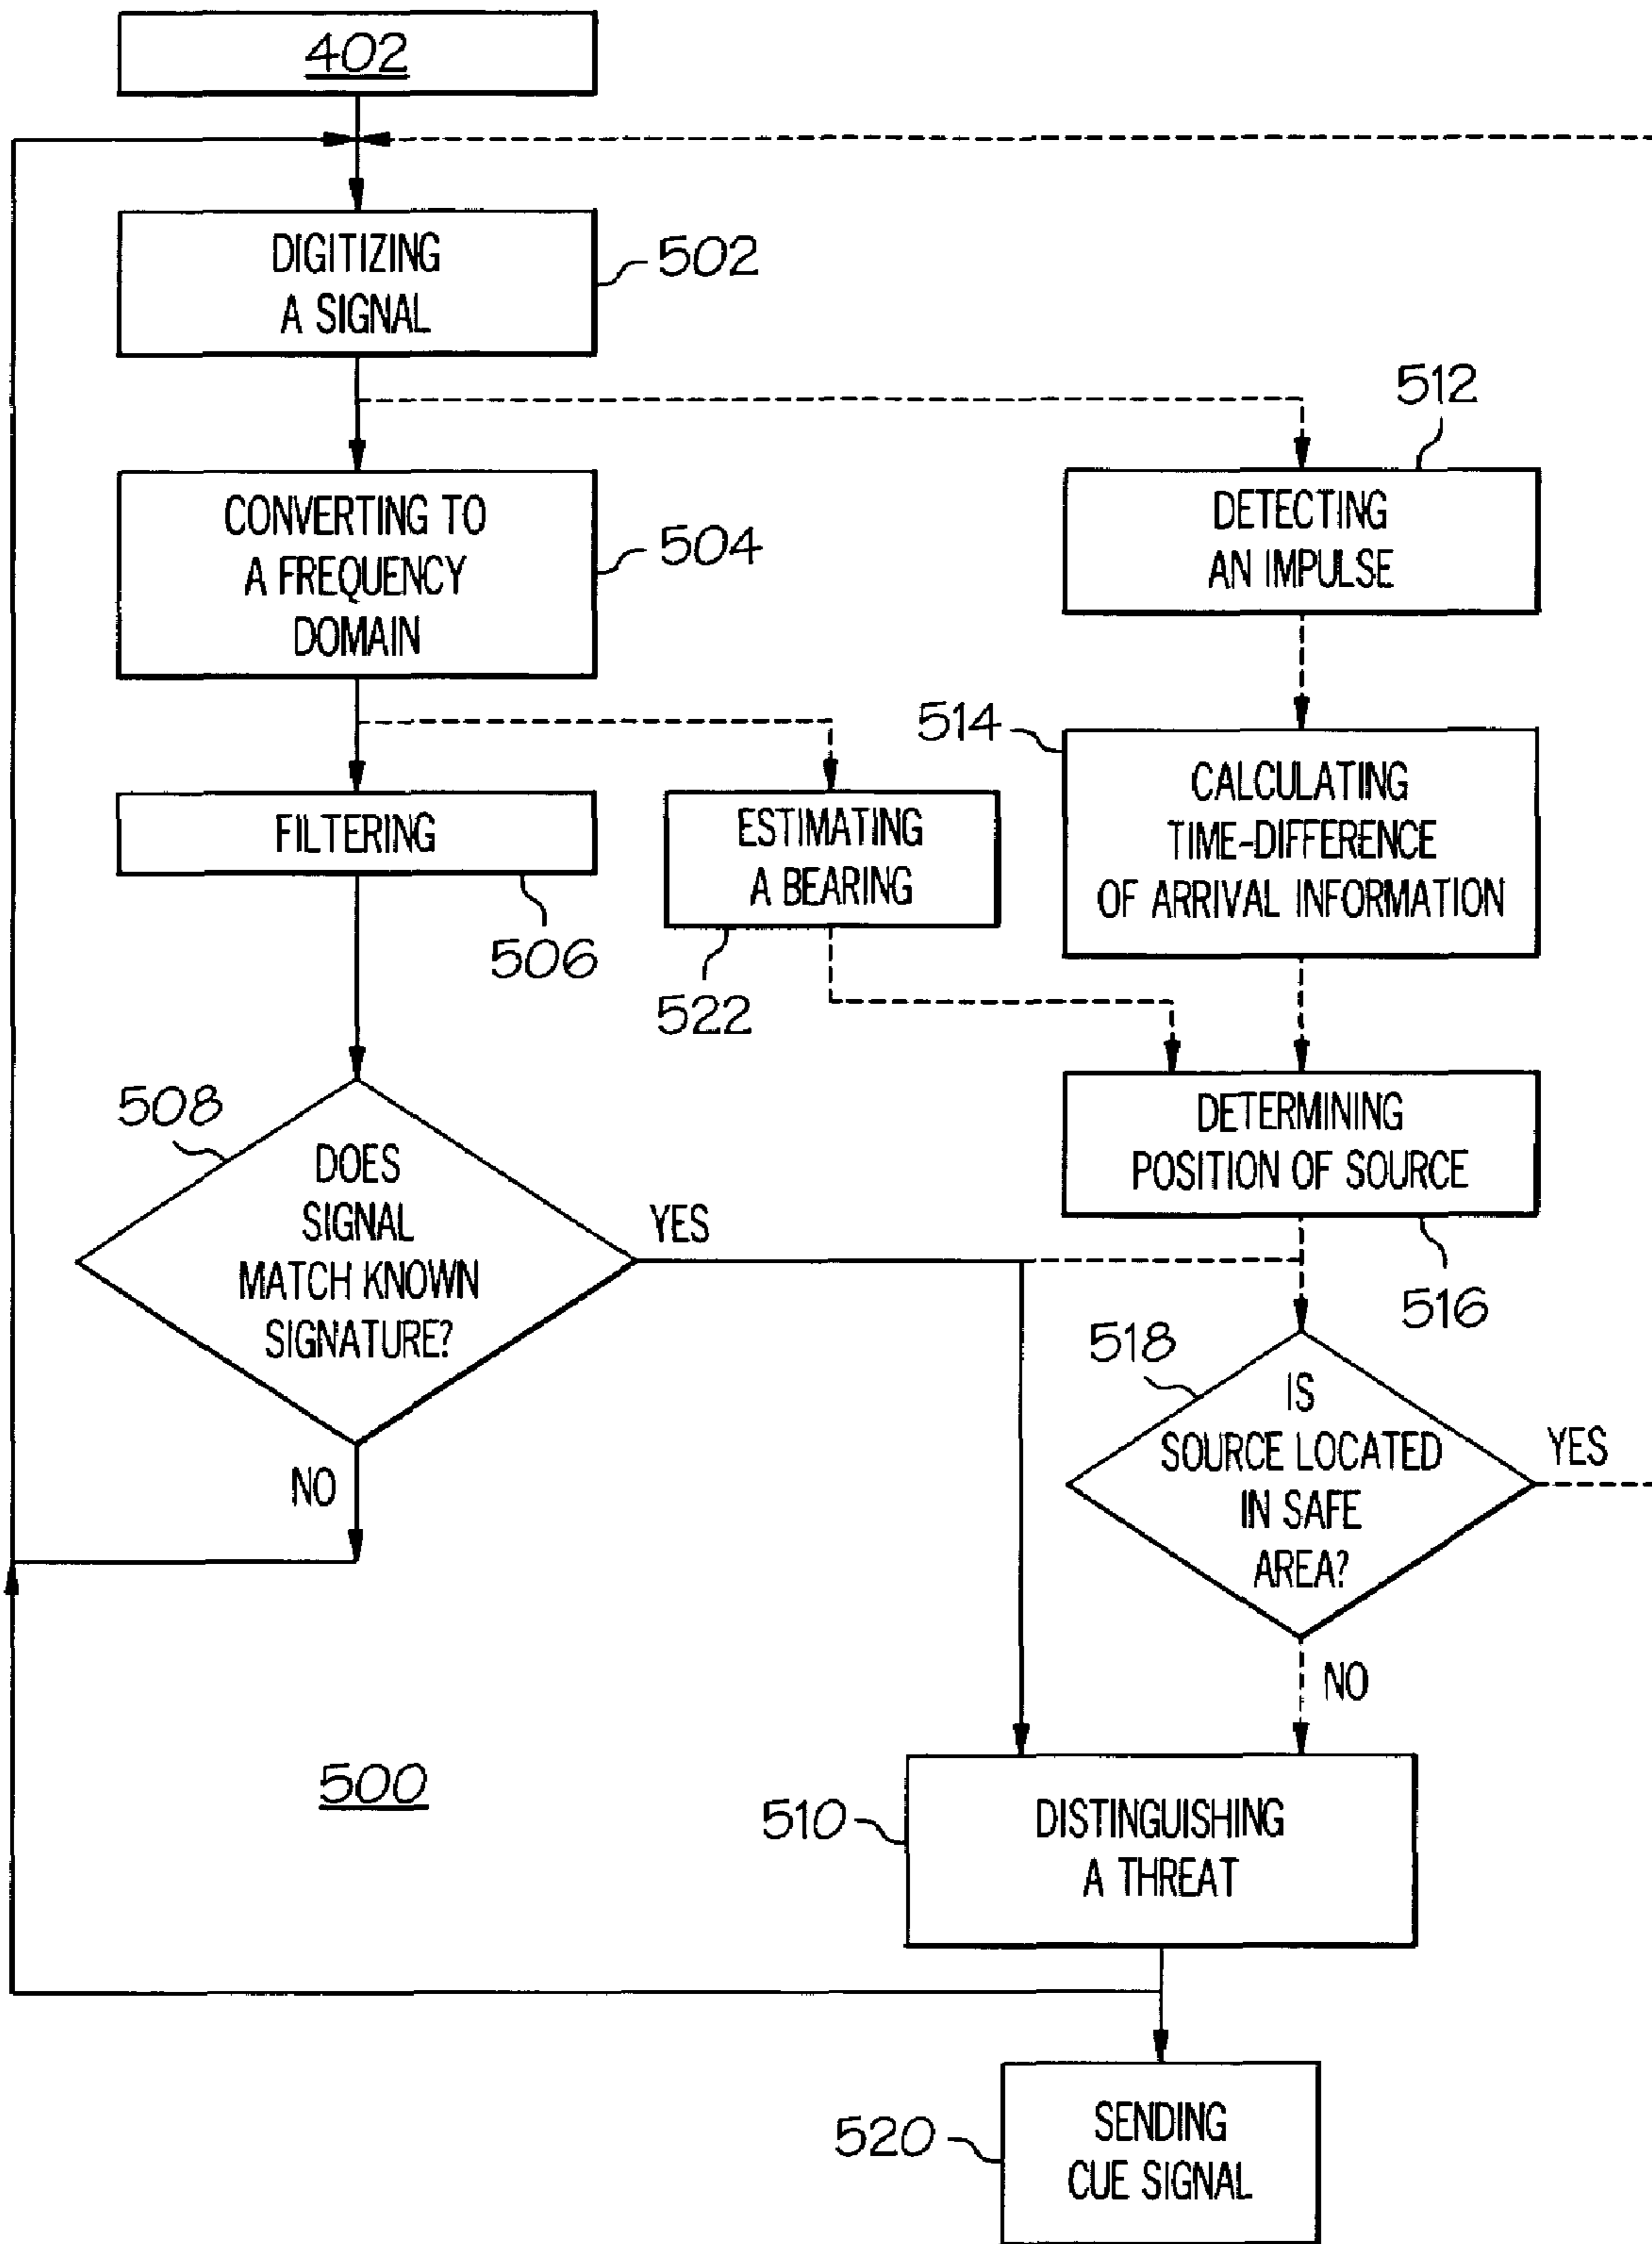 402
DIGITIZING
A SIGNAL
502
512
CONVERTING TO
A FREQUENCY
DOMAIN
504
DETECTING
AN IMPULSE
514
CALCULATING
TIME-DIFFERENCE
OF ARRIVAL INFORMATION
FILTERING
506
ESTIMATING
A BEARING
522
508
DOES
SIGNAL
MATCH KNOWN
SIGNATURE?
YES
NO
DETERMINING
POSITION OF SOURCE
516
518
IS
SOURCE LOCATED
IN SAFE
AREA?
YES
NO
500
510
DISTINGUISHING
A THREAT
520
SENDING
CUE SIGNAL